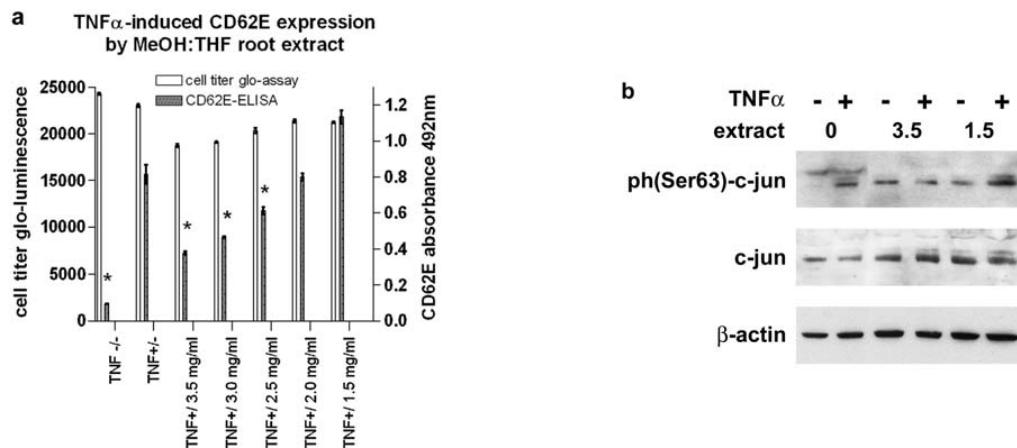 a
TNFα-induced CD62E expression
by MeOH:THF root extract
cell titer glo-assay
CD62E-ELISA
cell titer glo-luminescence
25000
20000
15000
10000
5000
0
*
*
*
*
1.2
1.0
0.8
0.6
0.4
0.2
0.0
CD62E absorbance 492nm
TNF -/-
TNF+/-
TNF+/ 3.5 mg/ml
TNF+/ 3.0 mg/ml
TNF+/ 2.5 mg/ml
TNF+/ 2.0 mg/ml
TNF+/ 1.5 mg/ml
b
TNFα - + - + - +
extract 0 3.5 1.5
ph(Ser63)-c-jun
c-jun
β-actin